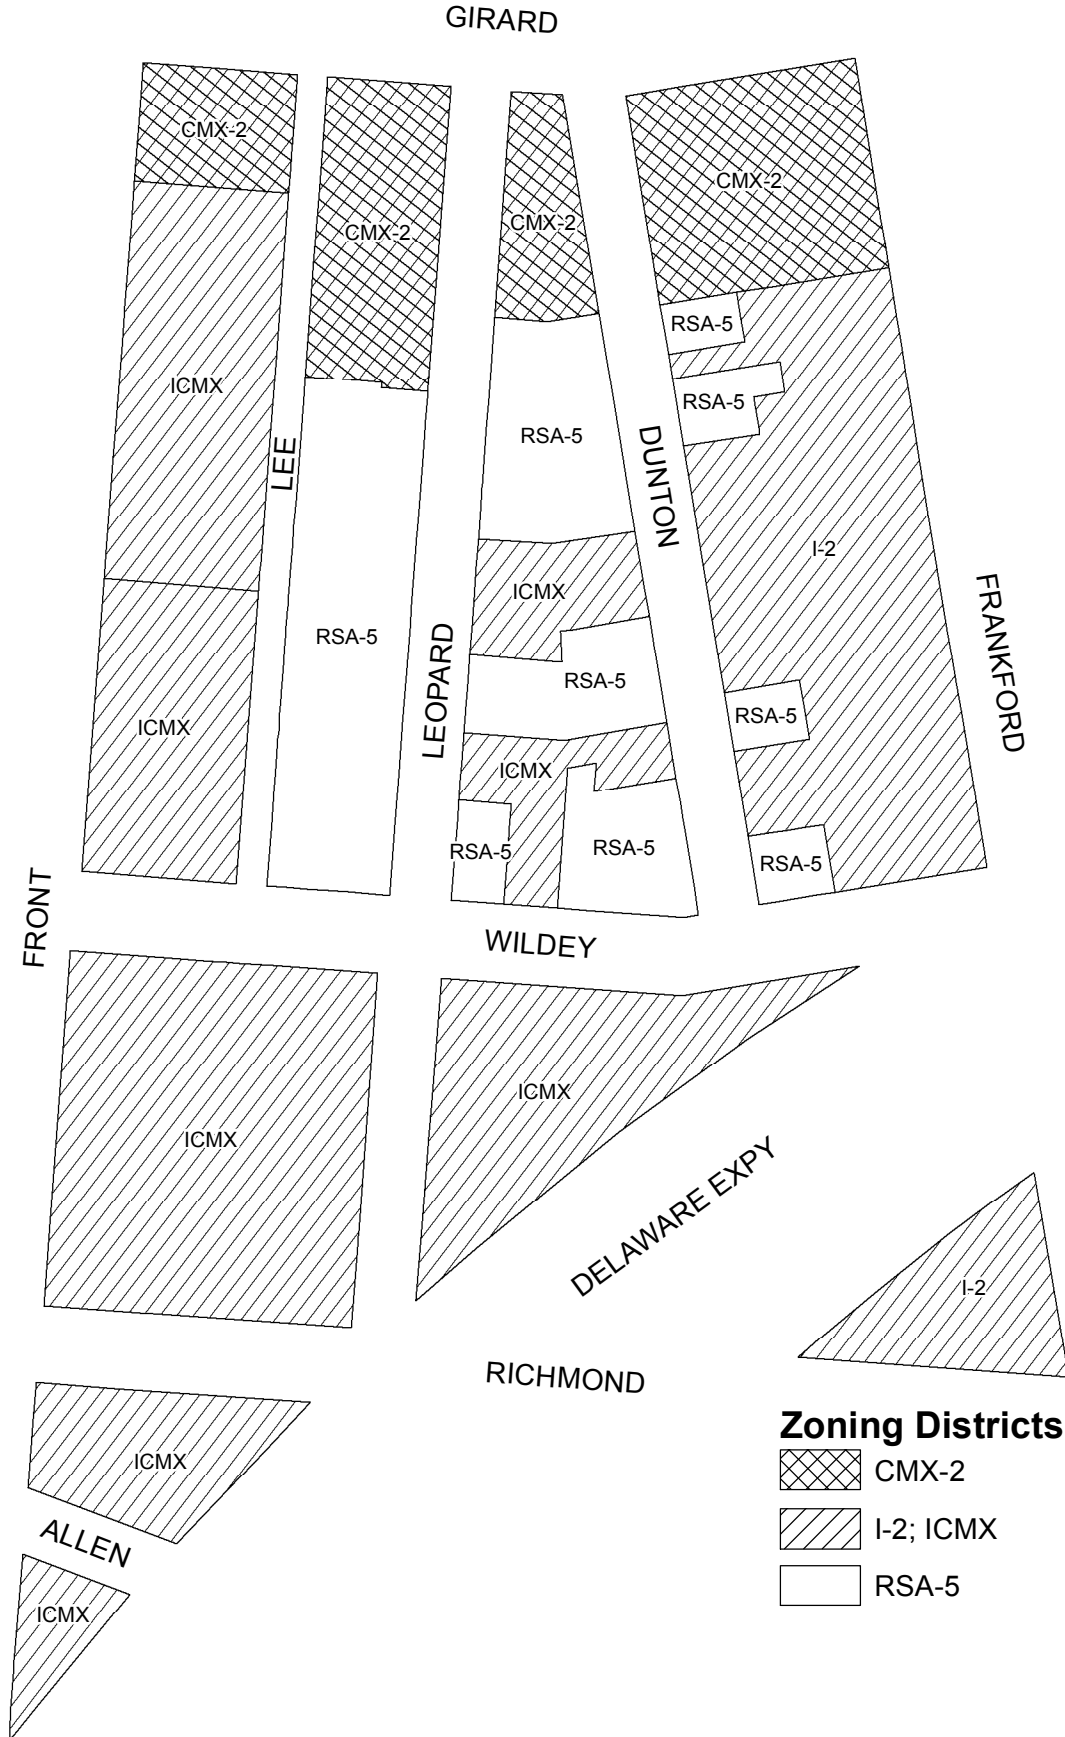 GIRARD
CMX-2
CMX-2
CMX-2
CMX-2
RSA-5
ICMX
RSA-5
RSA-5
LEE
DUNTON
I-2
ICMX
FRANKFORD
RSA-5
LEOPARD
RSA-5
RSA-5
ICMX
ICMX
RSA-5
RSA-5
RSA-5
FRONT
WILDEY
ICMX
ICMX
DELAWARE EXPY
I-2
RICHMOND
ICMX
ALLEN
ICMX
Zoning Districts
CMX-2
I-2; ICMX
RSA-5